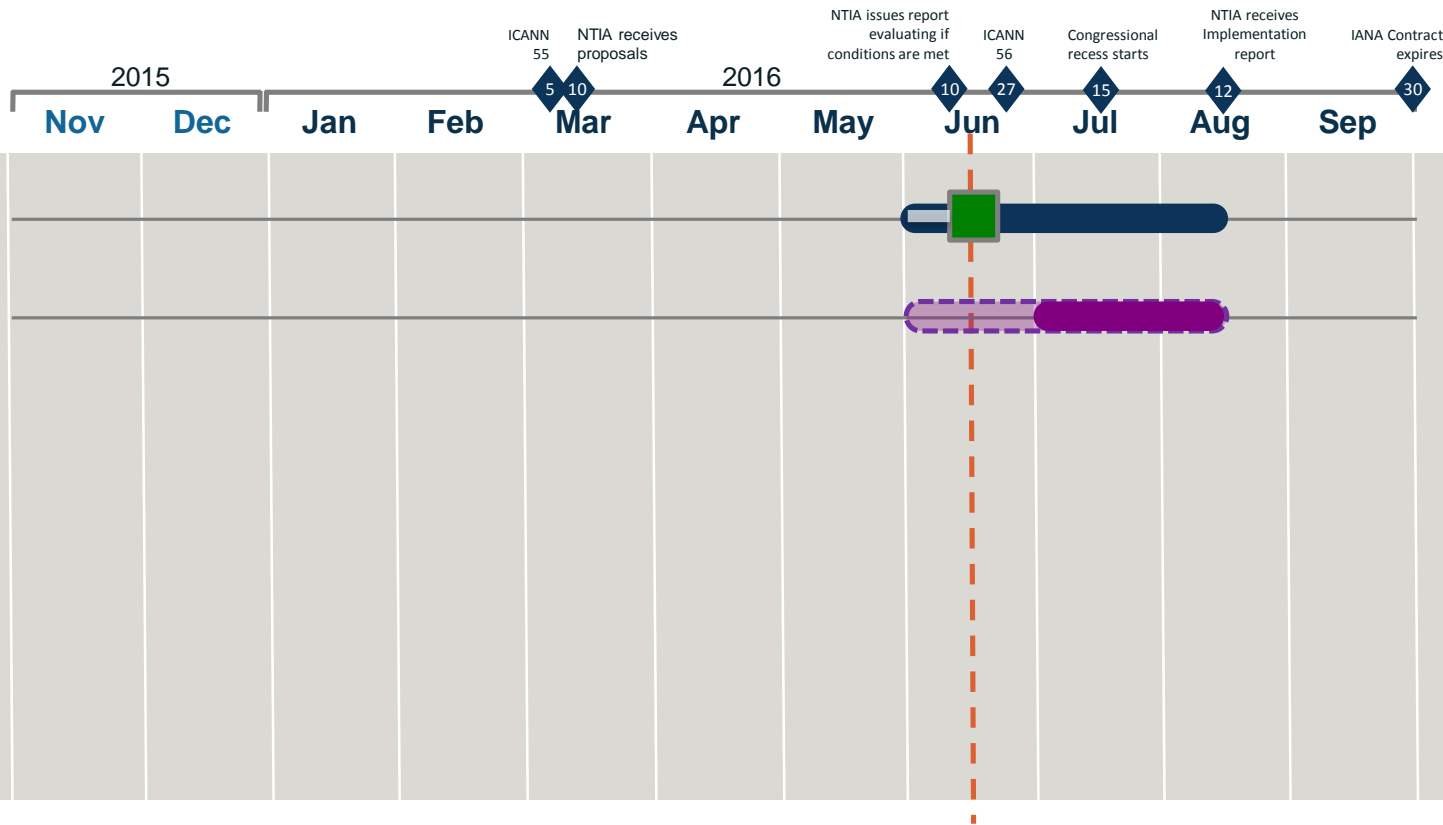 NTIA issues report
evaluating if
conditions are met
NTIA receives
Implementation
report
ICANN
55
NTIA receives
proposals
ICANN
56
Congressional
recess starts
IANA Contract
expires
2015
2016
5
10
10
27
15
12
30
Nov
Dec
Jan
Feb
Mar
Apr
May
Jun
Jul
Aug
Sep